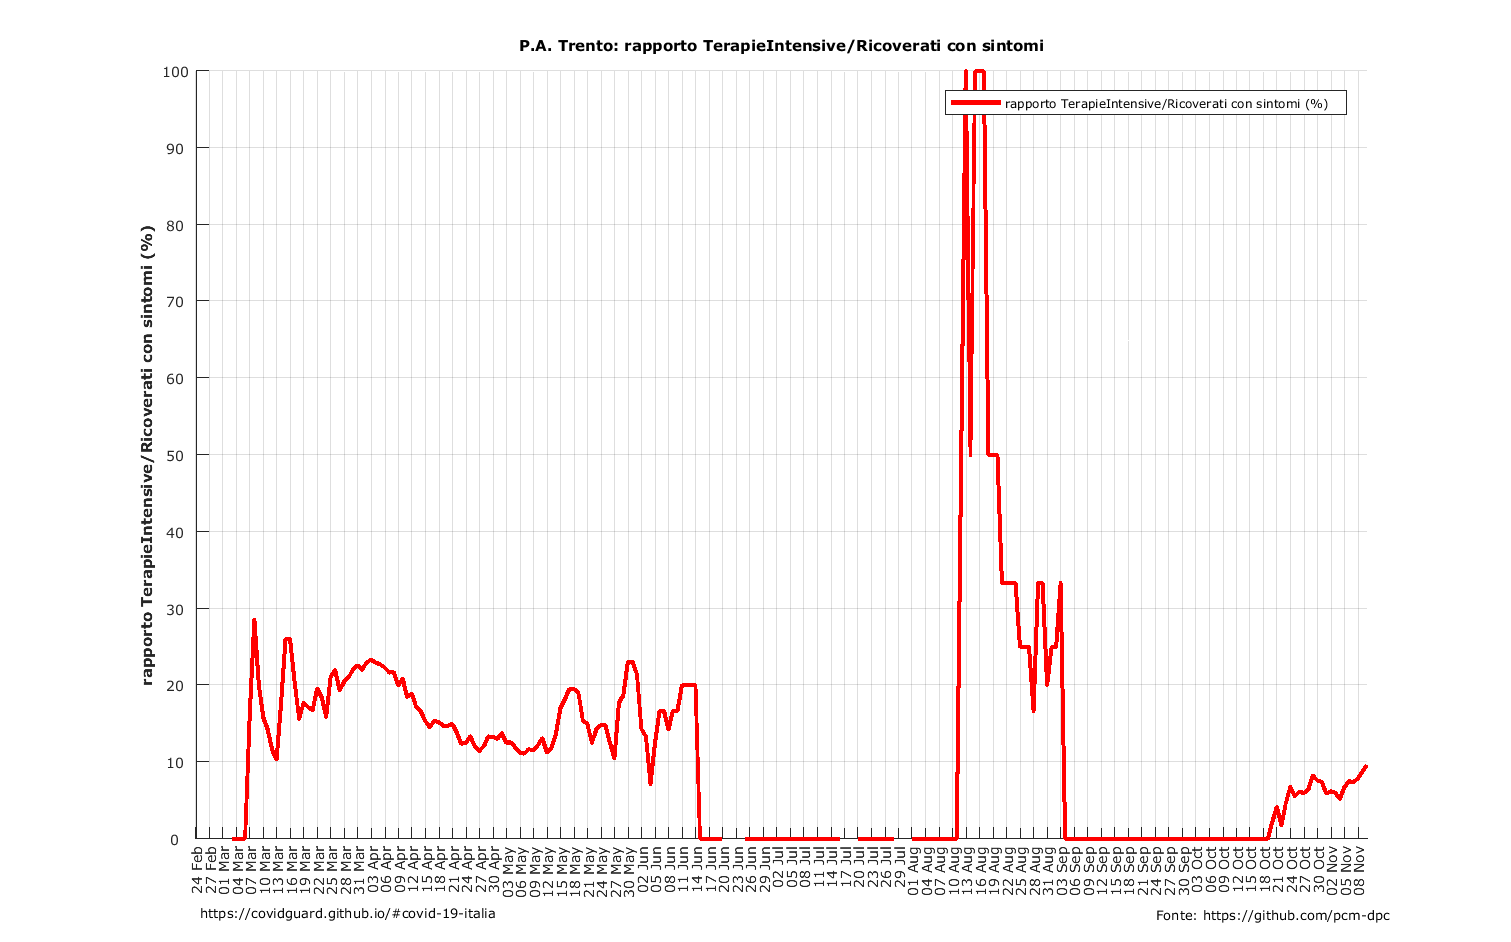 P.A. Trento: rapporto TerapieIntensive/Ricoverati con sintomi
rapporto TerapieIntensive/Ricoverati con sintomi (%)
rapporto TerapieIntensive/Ricoverati con sintomi (%)
100
90
80
70
60
50
40
30
20
10
0
24 Feb
27 Feb
01 Mar
04 Mar
07 Mar
10 Mar
13 Mar
16 Mar
19 Mar
22 Mar
25 Mar
28 Mar
31 Mar
03 Apr
06 Apr
09 Apr
12 Apr
15 Apr
18 Apr
21 Apr
24 Apr
27 Apr
30 Apr
03 May
06 May
09 May
12 May
15 May
18 May
21 May
24 May
27 May
30 May
02 Jun
05 Jun
08 Jun
11 Jun
14 Jun
17 Jun
20 Jun
23 Jun
26 Jun
29 Jun
02 Jul
05 Jul
08 Jul
11 Jul
14 Jul
17 Jul
20 Jul
23 Jul
26 Jul
29 Jul
01 Aug
04 Aug
07 Aug
10 Aug
13 Aug
16 Aug
19 Aug
22 Aug
25 Aug
28 Aug
31 Aug
03 Sep
06 Sep
09 Sep
12 Sep
15 Sep
18 Sep
21 Sep
24 Sep
27 Sep
30 Sep
03 Oct
06 Oct
09 Oct
12 Oct
15 Oct
18 Oct
21 Oct
24 Oct
27 Oct
30 Oct
02 Nov
05 Nov
08 Nov
https://covidguard.github.io/#covid-19-italia
Fonte: https://github.com/pcm-dpc